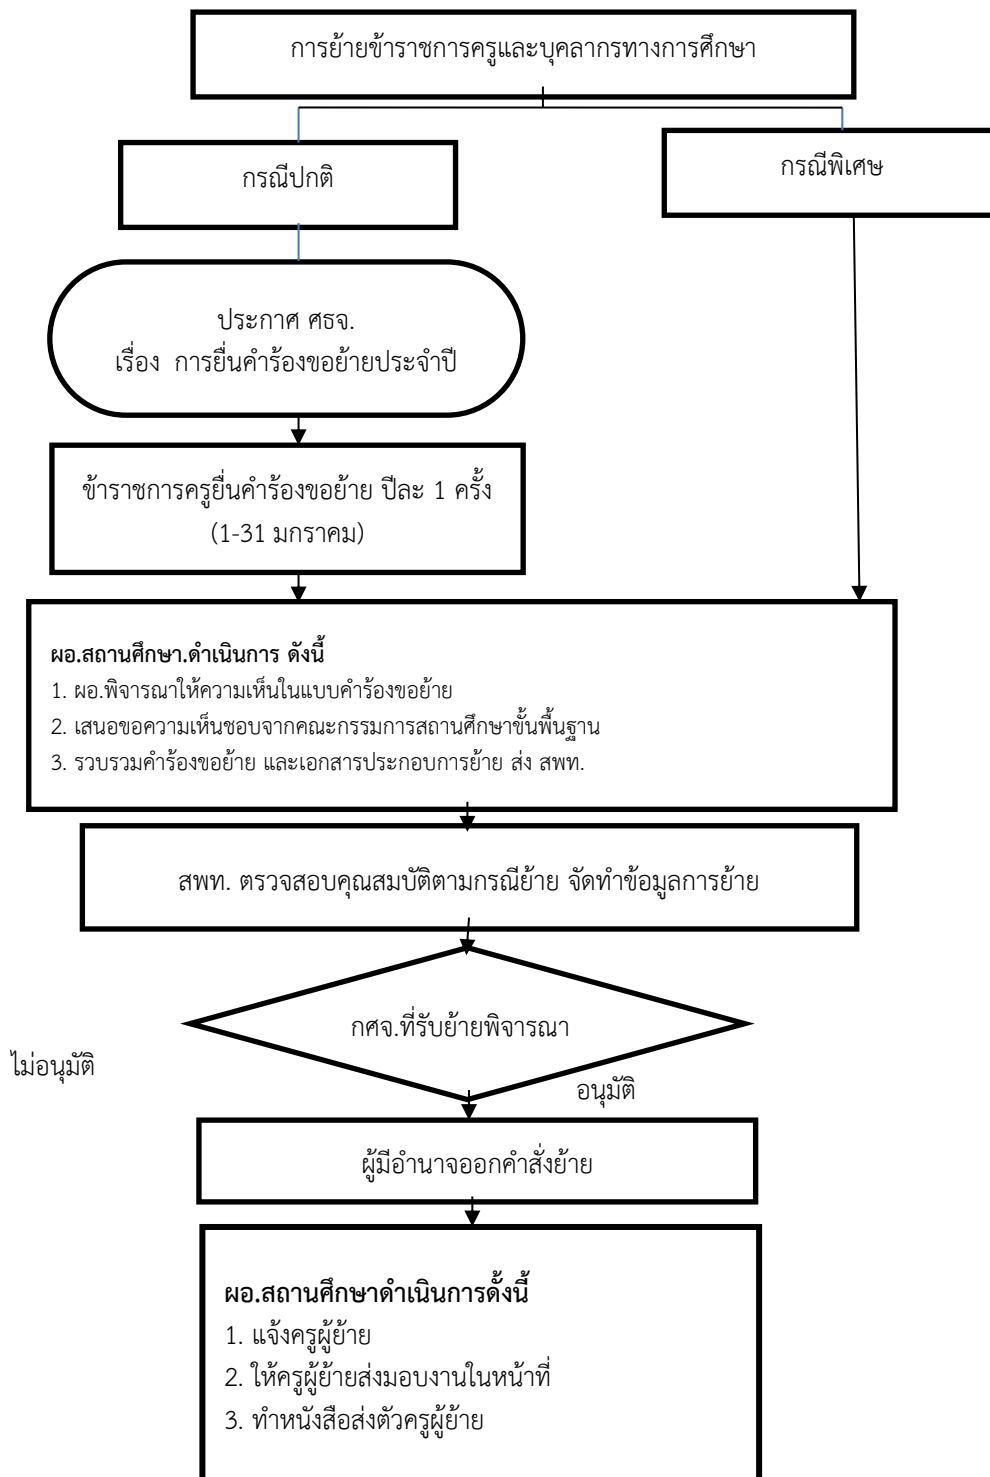 การย้ายข้าราชการครูและบุคลากรทางการศึกษา
กรณีปกติ
กรณีพิเศษ
ประกาศ ศธจ.
เรื่อง การยื่นคำร้องขอย้ายประจำปี
ข้าราชการครูยื่นคำร้องขอย้าย ปีละ 1 ครั้ง
(1-31 มกราคม)
ผอ.สถานศึกษา.ดำเนินการ ดังนี้
1. ผอ.พิจารณาให้ความเห็นในแบบคำร้องขอย้าย
2. เสนอขอความเห็นชอบจากคณะกรรมการสถานศึกษาขั้นพื้นฐาน
3. รวบรวมคำร้องขอย้าย และเอกสารประกอบการย้าย ส่ง สพท.
สพท. ตรวจสอบคุณสมบัติตามกรณีย้าย จัดทำข้อมูลการย้าย
กศจ.ที่รับย้ายพิจารณา
ไม่อนุมัติ
อนุมัติ
ผู้มีอำนาจออกคำสั่งย้าย
ผอ.สถานศึกษาดำเนินการดั้งนี้
1. แจ้งครูผู้ย้าย
2. ให้ครูผู้ย้ายส่งมอบงานในหน้าที่
3. ทำหนังสือส่งตัวครูผู้ย้าย